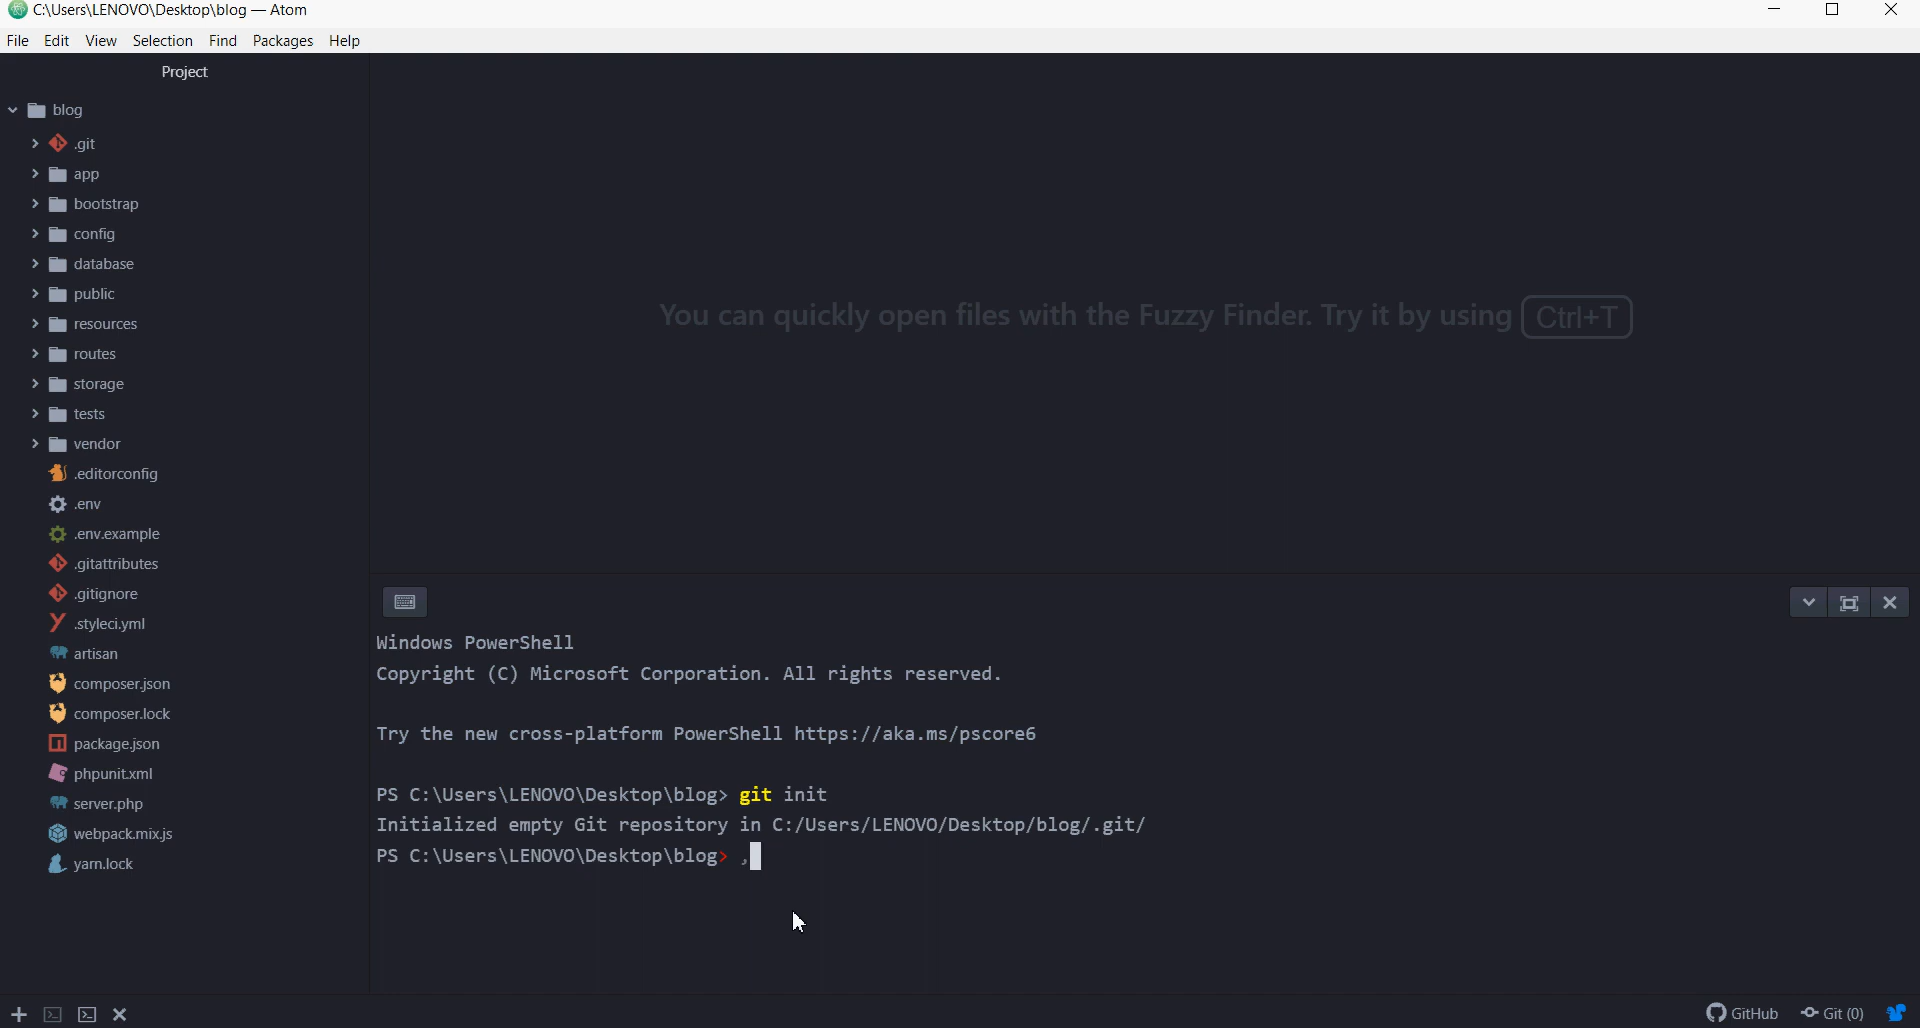 C:\Users\LENOVO\Desktop\blog — Atom
File Edit View Selection Find Packages Help
Project
blog
.git
app
bootstrap
config
database
public
resources
routes
storage
tests
vendor
.editorconfig
.env
.env.example
.gitattributes
.gitignore
.styleci.yml
artisan
composer.json
composer.lock
package.json
phpunit.xml
server.php
webpack.mix.js
yarn.lock
You can quickly open files with the Fuzzy Finder. Try it by using Ctrl+T
Windows PowerShell
Copyright (C) Microsoft Corporation. All rights reserved.
Try the new cross-platform PowerShell https://aka.ms/pscore6
PS C:\Users\LENOVO\Desktop\blog> git init
Initialized empty Git repository in C:/Users/LENOVO/Desktop/blog/.git/
PS C:\Users\LENOVO\Desktop\blog> ,
GitHub Git (0)